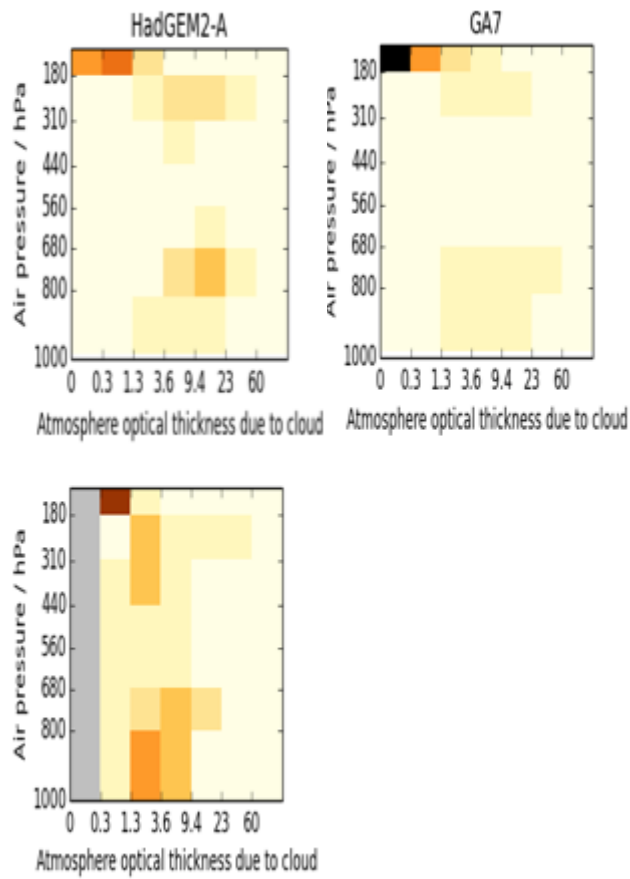 HadGEM2-A
Air pressure / hPa
180
310
440
560
680
800
1000
0 0.3 1.3 3.6 9.4 23 60
Atmosphere optical thickness due to cloud
GA7
Air pressure / hPa
180
310
440
560
680
800
1000
0 0.3 1.3 3.6 9.4 23 60
Atmosphere optical thickness due to cloud
Air pressure / hPa
180
310
440
560
680
800
1000
0 0.3 1.3 3.6 9.4 23 60
Atmosphere optical thickness due to cloud